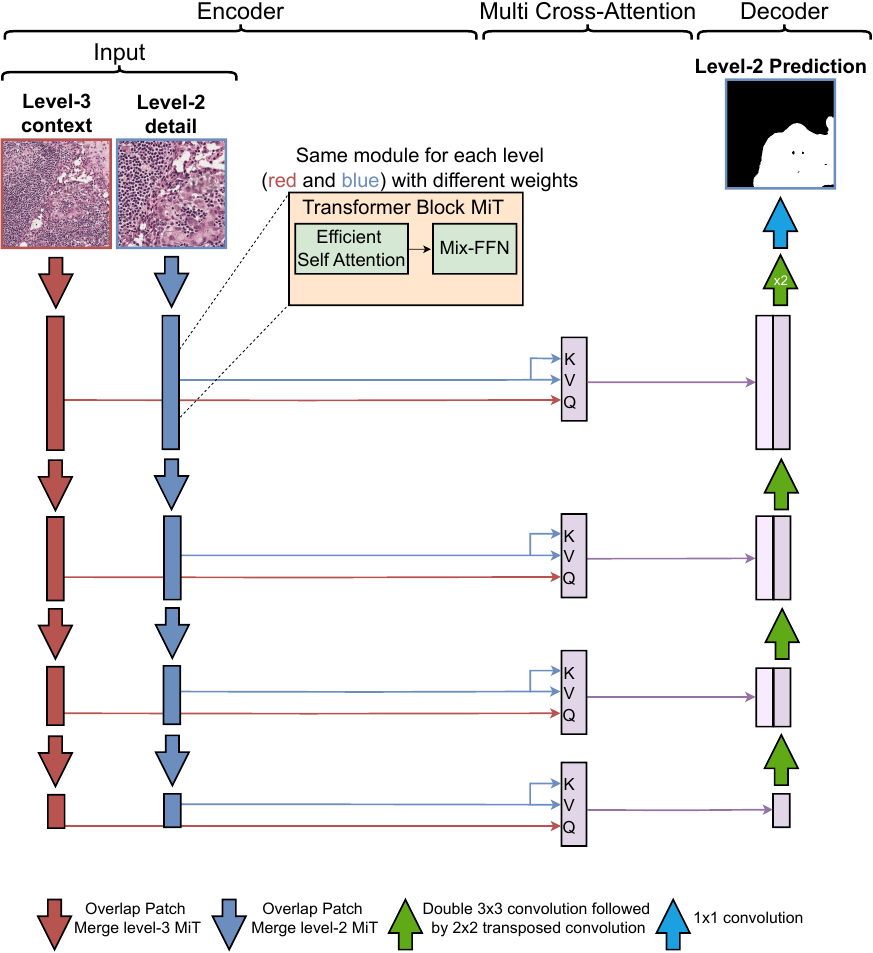 Encoder
Multi Cross-Attention
Decoder
Input
Level-3
context
Level-2
detail
Level-2 Prediction
Same module for each level
(red and blue) with different weights
Transformer Block MiT
Efficient
Self Attention
Mix-FFN
x2
K
V
Q
K
V
Q
K
V
Q
K
V
Q
Overlap Patch
Merge level-3 MiT
Overlap Patch
Merge level-2 MiT
Double 3x3 convolution followed
by 2x2 transposed convolution
1x1 convolution